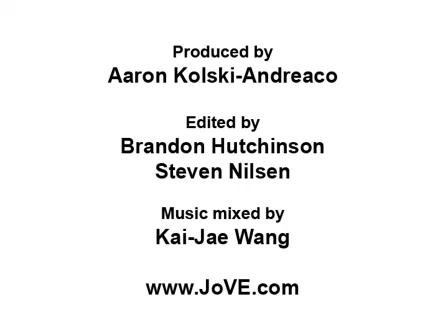 Produced by
Aaron Kolski-Andreaco
Edited by
Brandon Hutchinson
Steven Nilsen
Music mixed by
Kai-Jae Wang
www.JoVE.com